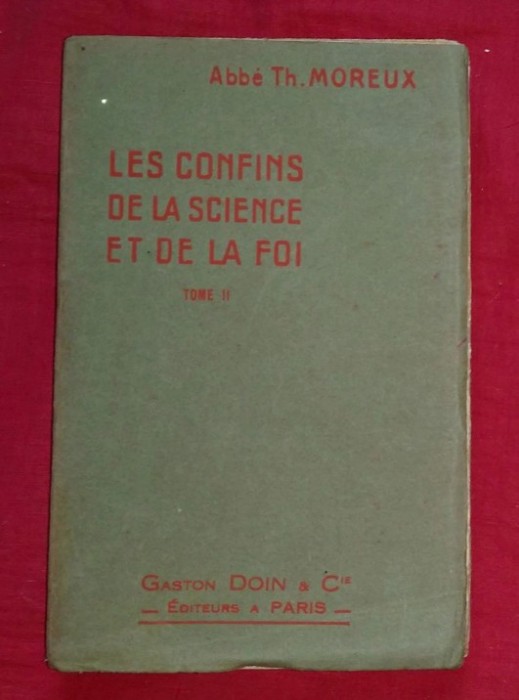 Abbé Th. MOREUX
LES CONFINS
DE LA SCIENCE
ET DE LA FOI
TOME II
GASTON DOIN & CIE
— ÉDITEURS A PARIS —